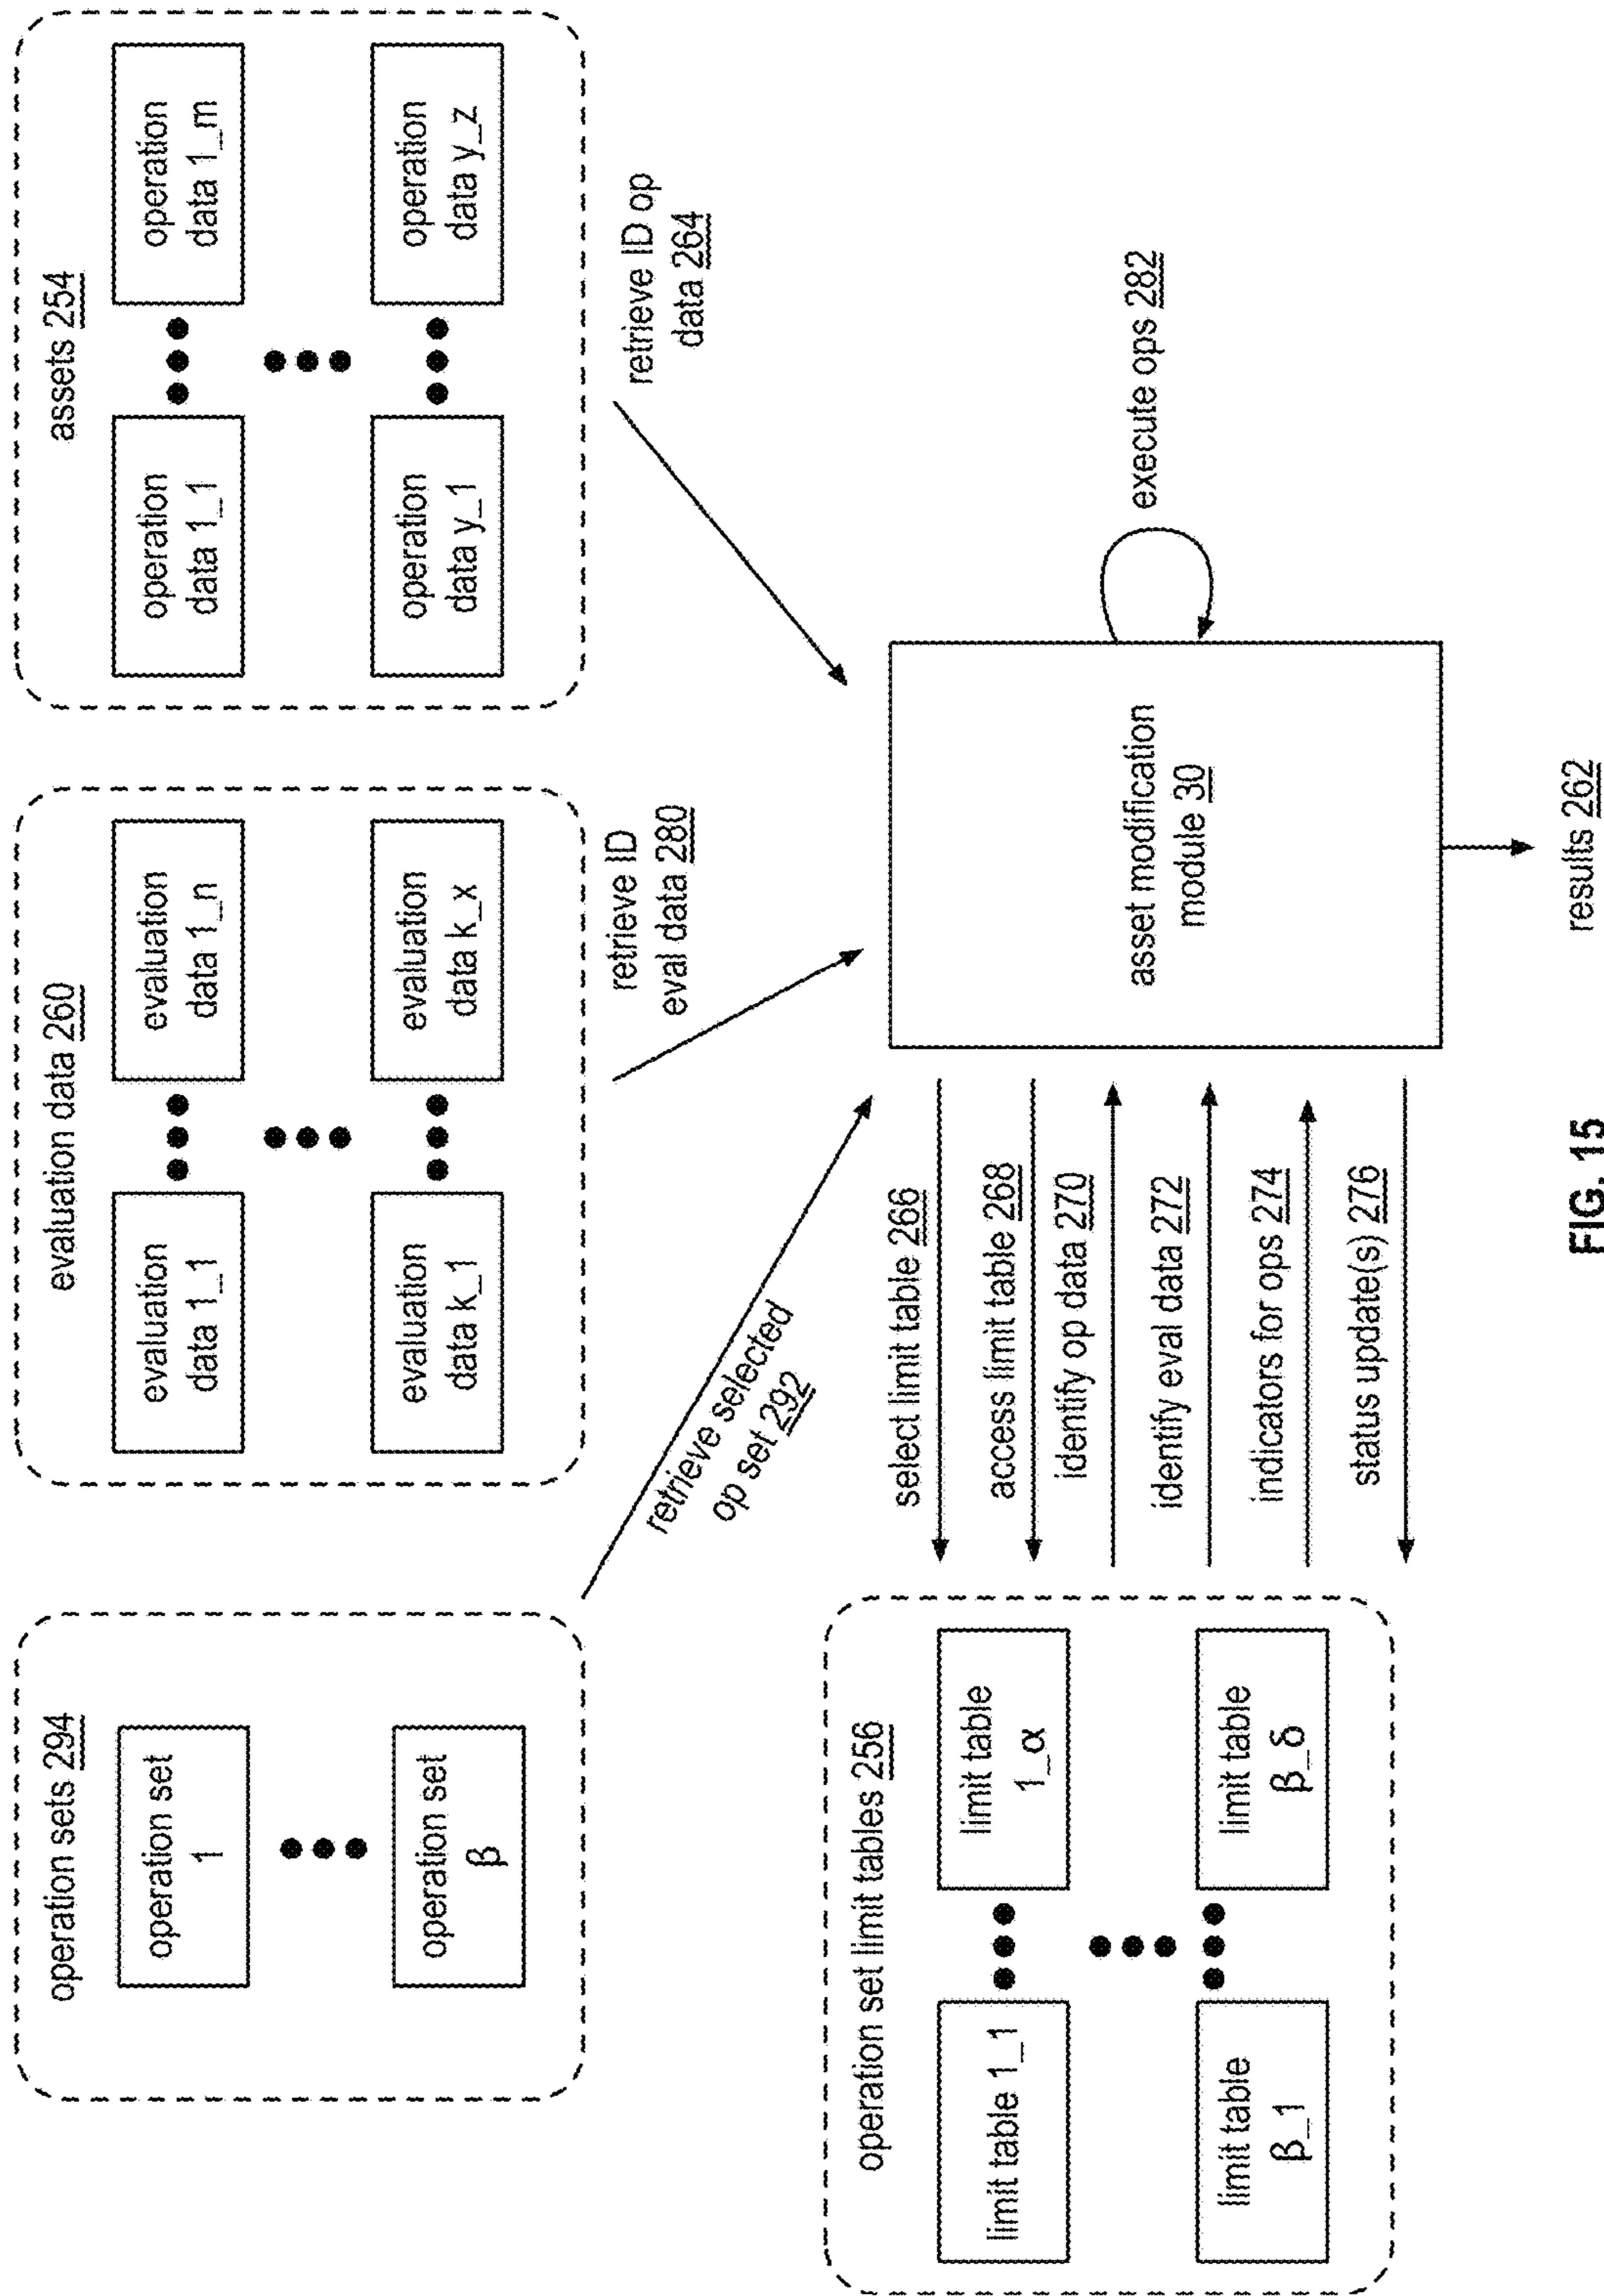 operation sets 294
operation set
1
operation set
β
evaluation data 260
evaluation
data 1_1
evaluation
data 1_n
evaluation
data k_1
evaluation
data k_x
assets 254
operation
data 1_1
operation
data 1_m
operation
data y_1
operation
data y_z
retrieve selected
op set 292
retrieve ID
eval data 280
retrieve ID op
data 264
operation set limit tables 256
limit table 1_1
limit table
1_α
limit table
β_1
limit table
β_δ
select limit table 266
access limit table 268
identify op data 270
identify eval data 272
indicators for ops 274
status update(s) 276
asset modification
module 30
execute ops 282
results 262
FIG. 15